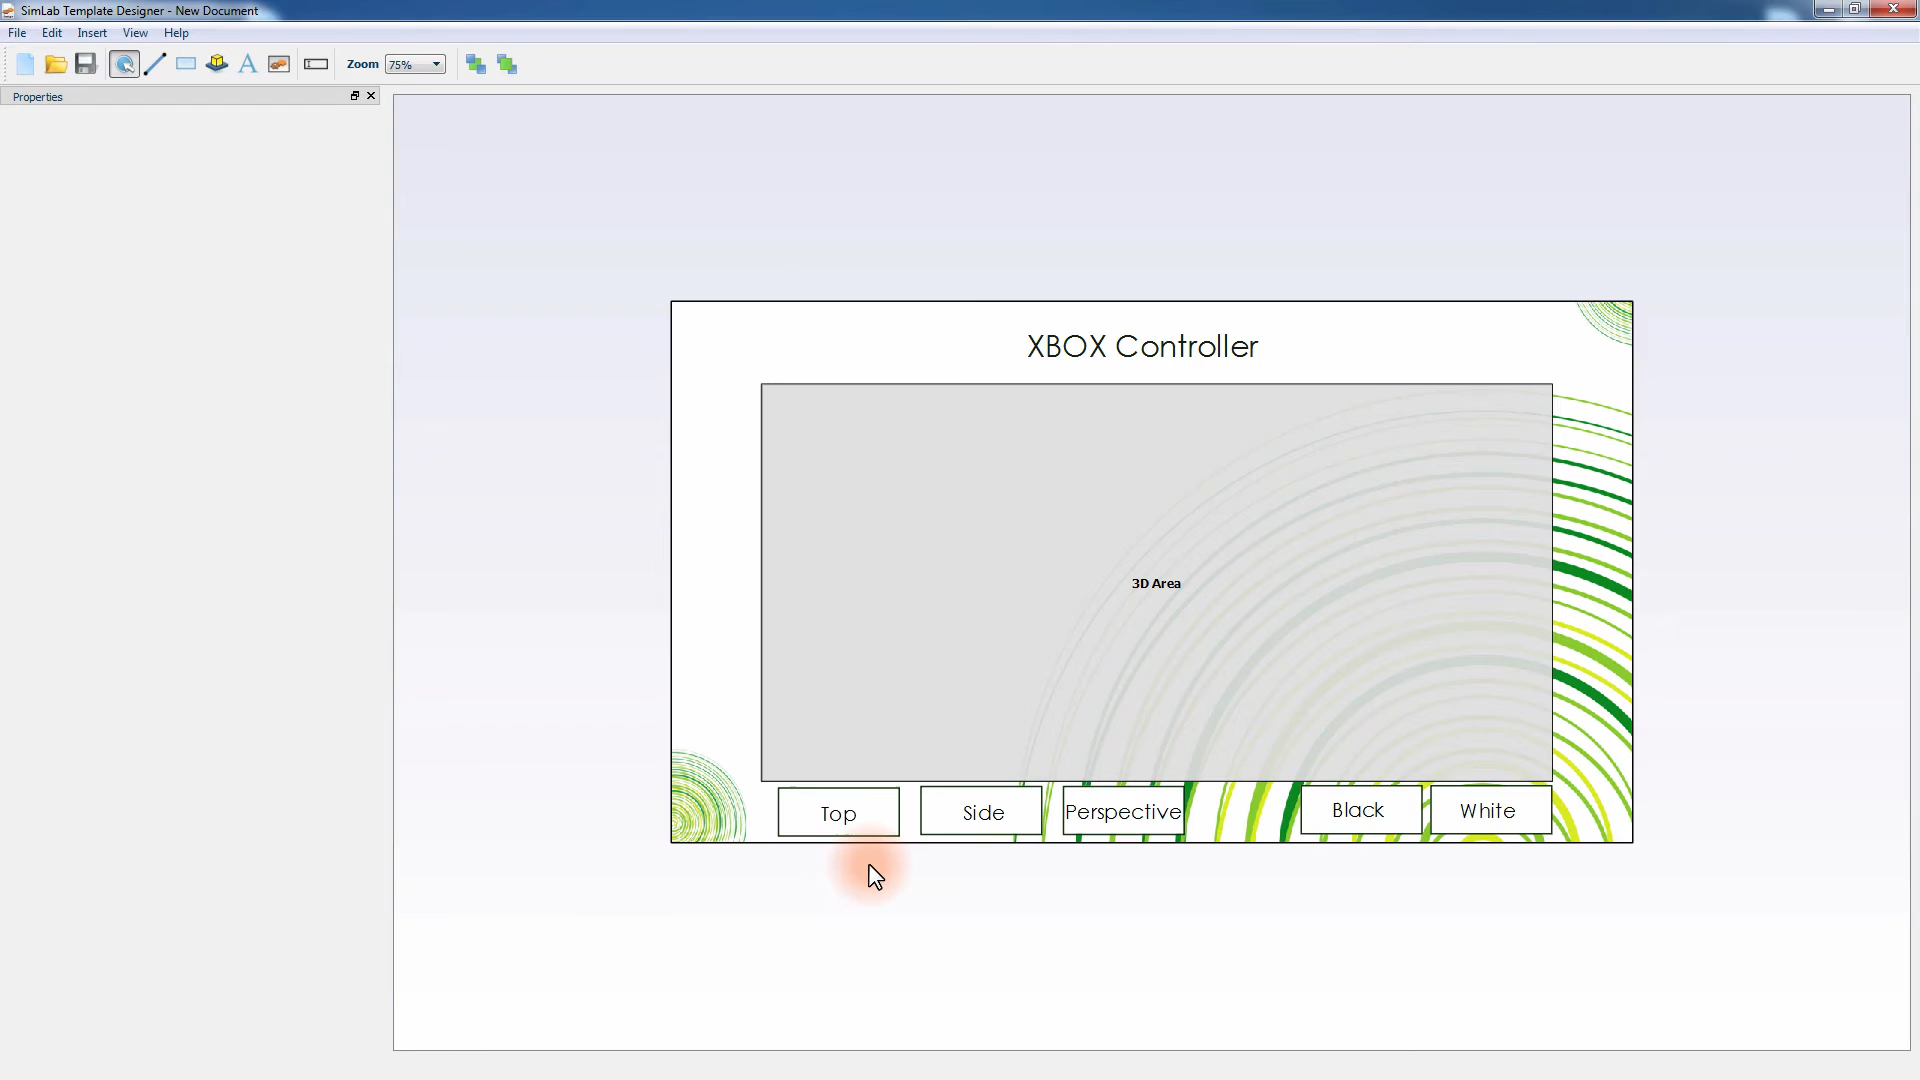 SimLab Template Designer - New Document
File Edit Insert View Help
Zoom 75%
Properties
XBOX Controller
3D Area
Top Side Perspective Black White